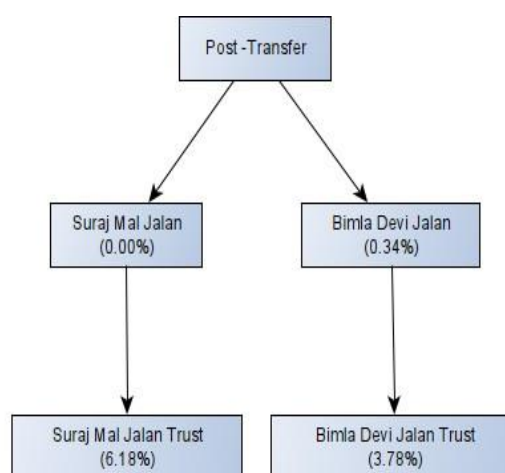 Post -Transfer
Suraj Mal Jalan
(0.00%)
Bimla Devi Jalan
(0.34%)
Suraj Mal Jalan Trust
(6.18%)
Bimla Devi Jalan Trust
(3.78%)